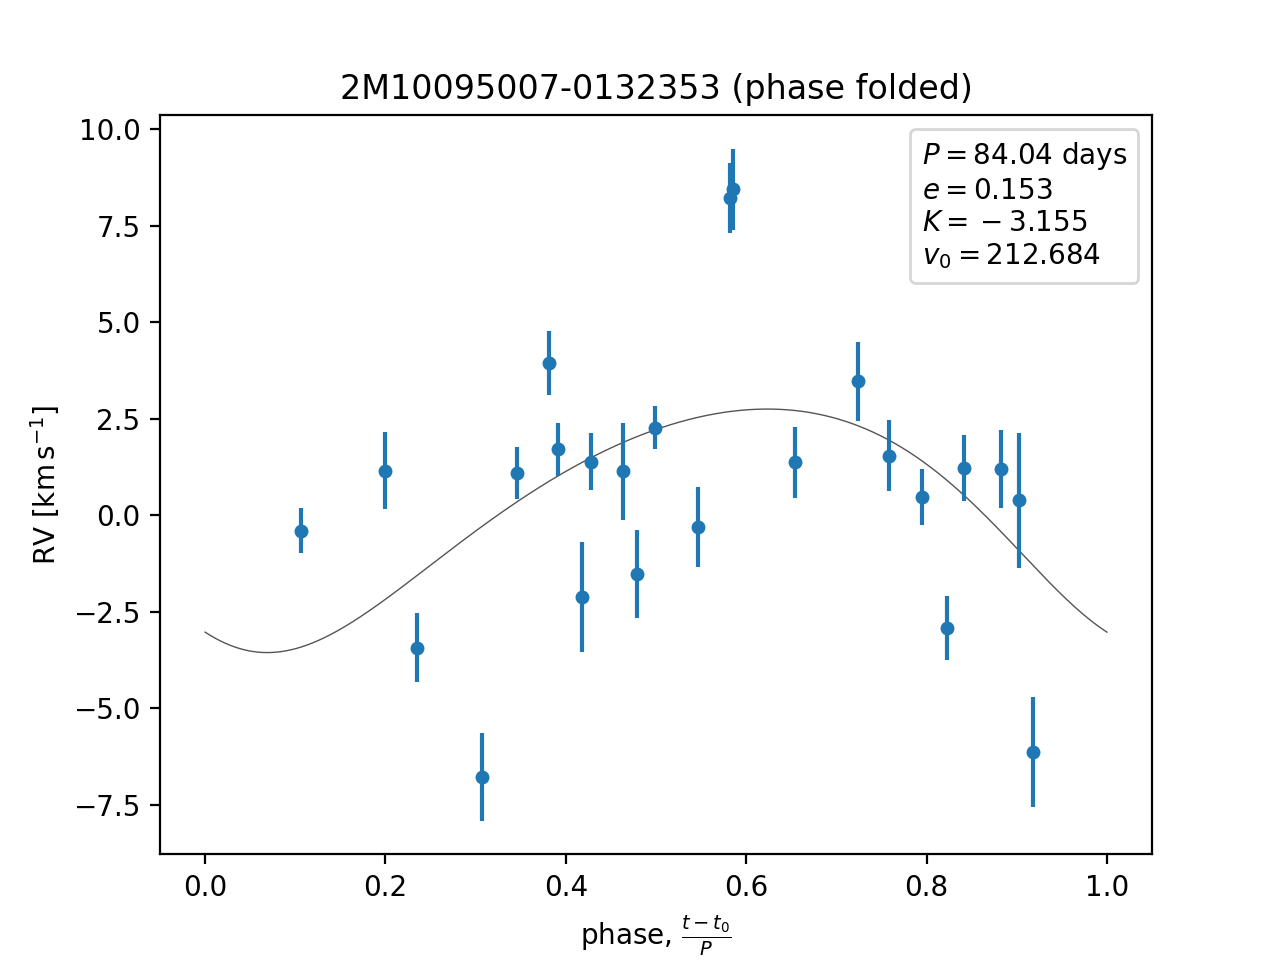 2M10095007-0132353 (phase folded)
P = 84.04 days
e = 0.153
K = −3.155
v₀ = 212.684
RV [km s⁻¹]
10.0
7.5
5.0
2.5
0.0
−2.5
−5.0
−7.5
0.0 0.2 0.4 0.6 0.8 1.0
phase, (t − t₀)/P